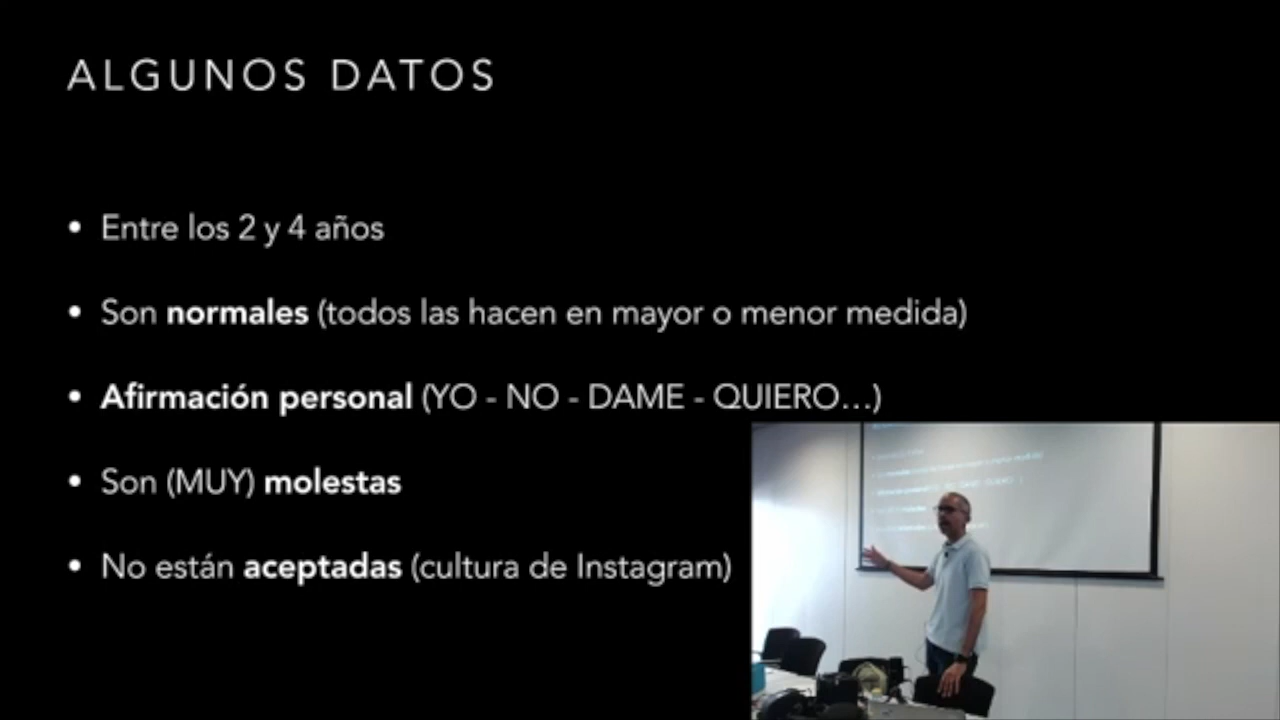 ALGUNOS DATOS
• Entre los 2 y 4 años
• Son normales (todos las hacen en mayor o menor medida)
• Afirmación personal (YO - NO - DAME - QUIERO...)
• Son (MUY) molestas
• No están aceptadas (cultura de Instagram)